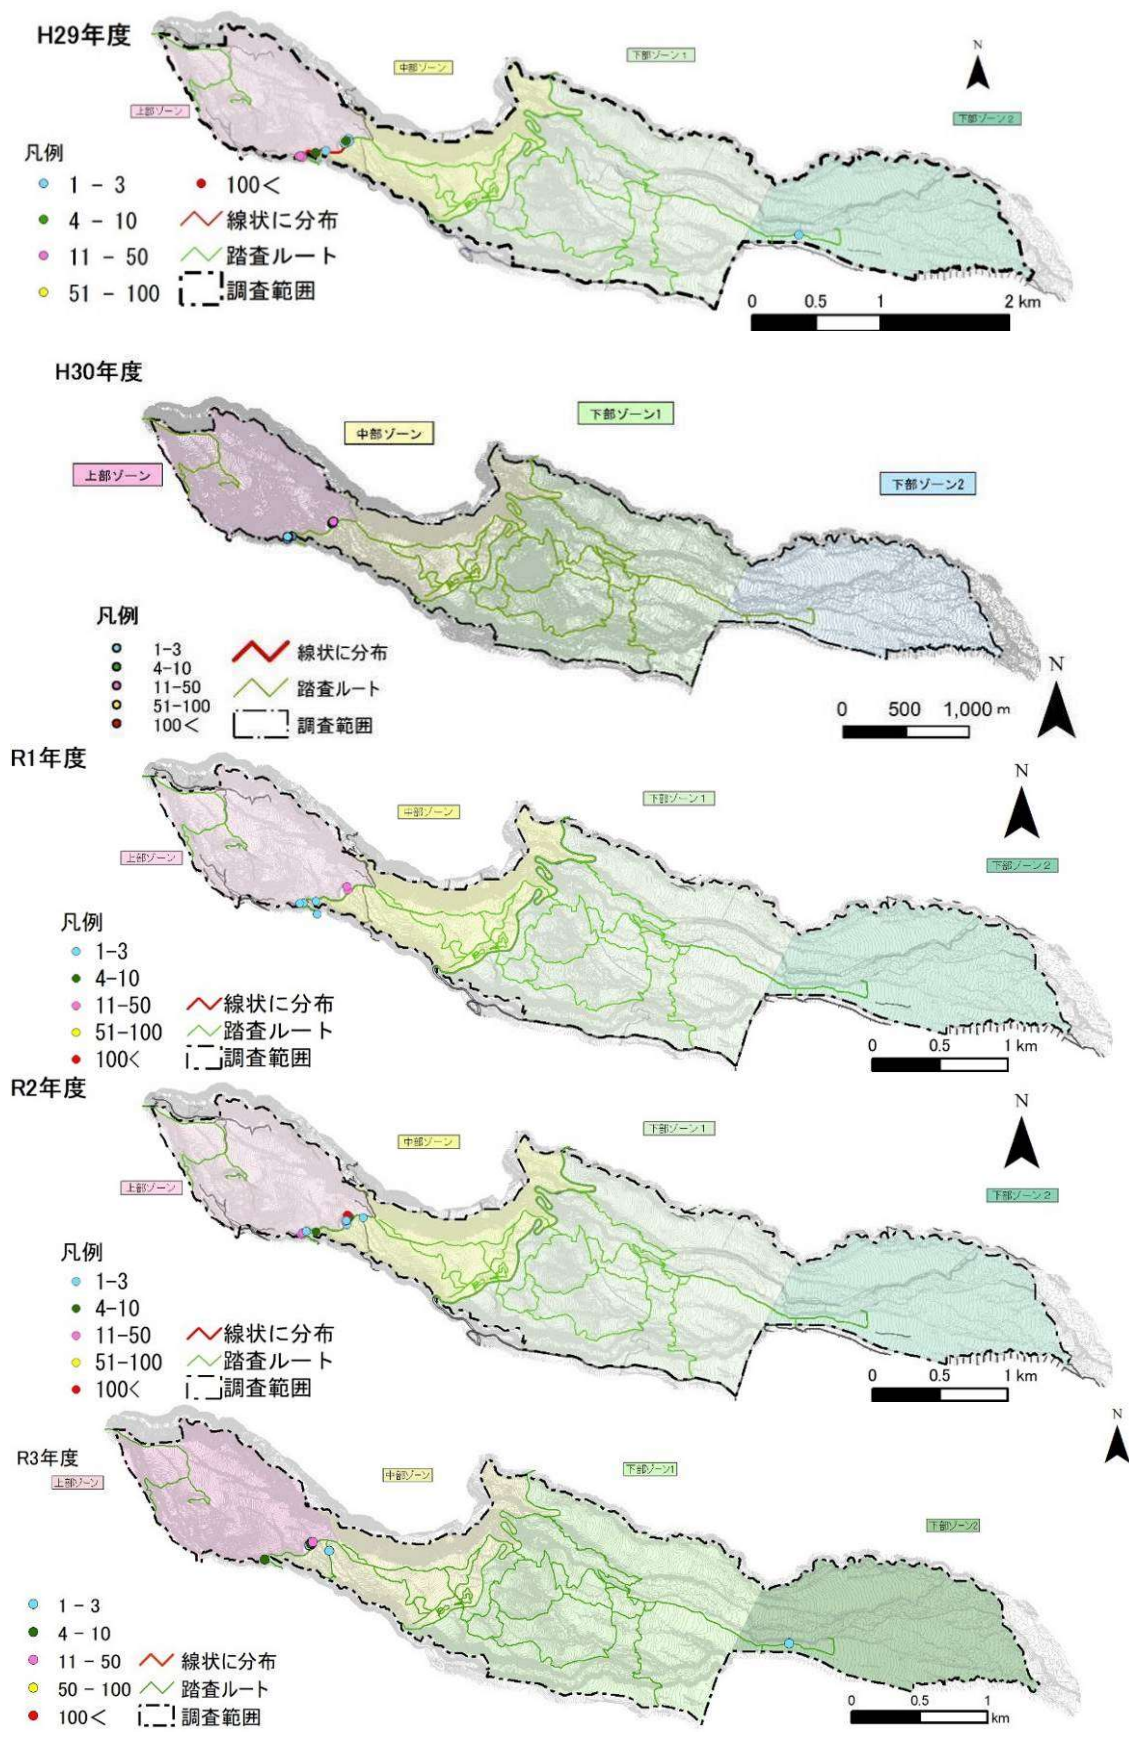 H29年度
下部ゾーン1
中部ゾーン
N
上部ゾーン
下部ゾーン2
凡例
1 - 3
100<
4 - 10
線状に分布
11 - 50
踏査ルート
51 - 100
調査範囲
0 0.5 1 2 km
H30年度
下部ゾーン1
中部ゾーン
上部ゾーン
下部ゾーン2
凡例
1-3
線状に分布
4-10
11-50
踏査ルート
51-100
100<
調査範囲
N
0 500 1,000 m
R1年度
N
下部ゾーン1
中部ゾーン
上部ゾーン
下部ゾーン2
凡例
1-3
4-10
11-50
線状に分布
51-100
踏査ルート
100<
調査範囲
0 0.5 1 km
R2年度
N
下部ゾーン1
中部ゾーン
上部ゾーン
下部ゾーン2
凡例
1-3
4-10
11-50
線状に分布
51-100
踏査ルート
100<
調査範囲
0 0.5 1 km
N
R3年度
上部ゾーン
中部ゾーン
下部ゾーン1
下部ゾーン2
1 - 3
4 - 10
11 - 50
線状に分布
50 - 100
踏査ルート
100<
調査範囲
0 0.5 1
km